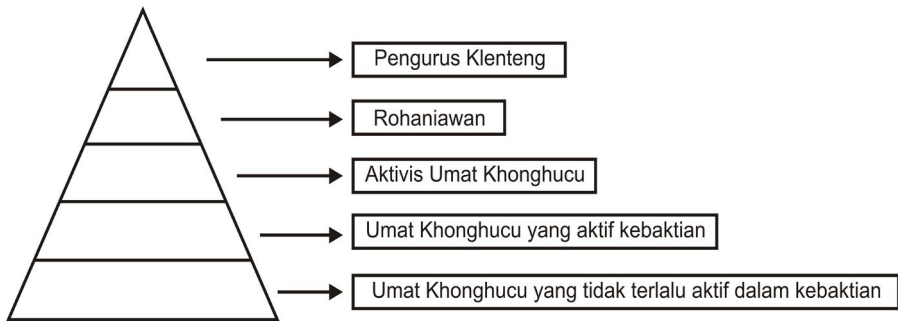 Pengurus Klenteng
Rohaniawan
Aktivis Umat Khonghucu
Umat Khonghucu yang aktif kebaktian
Umat Khonghucu yang tidak terlalu aktif dalam kebaktian